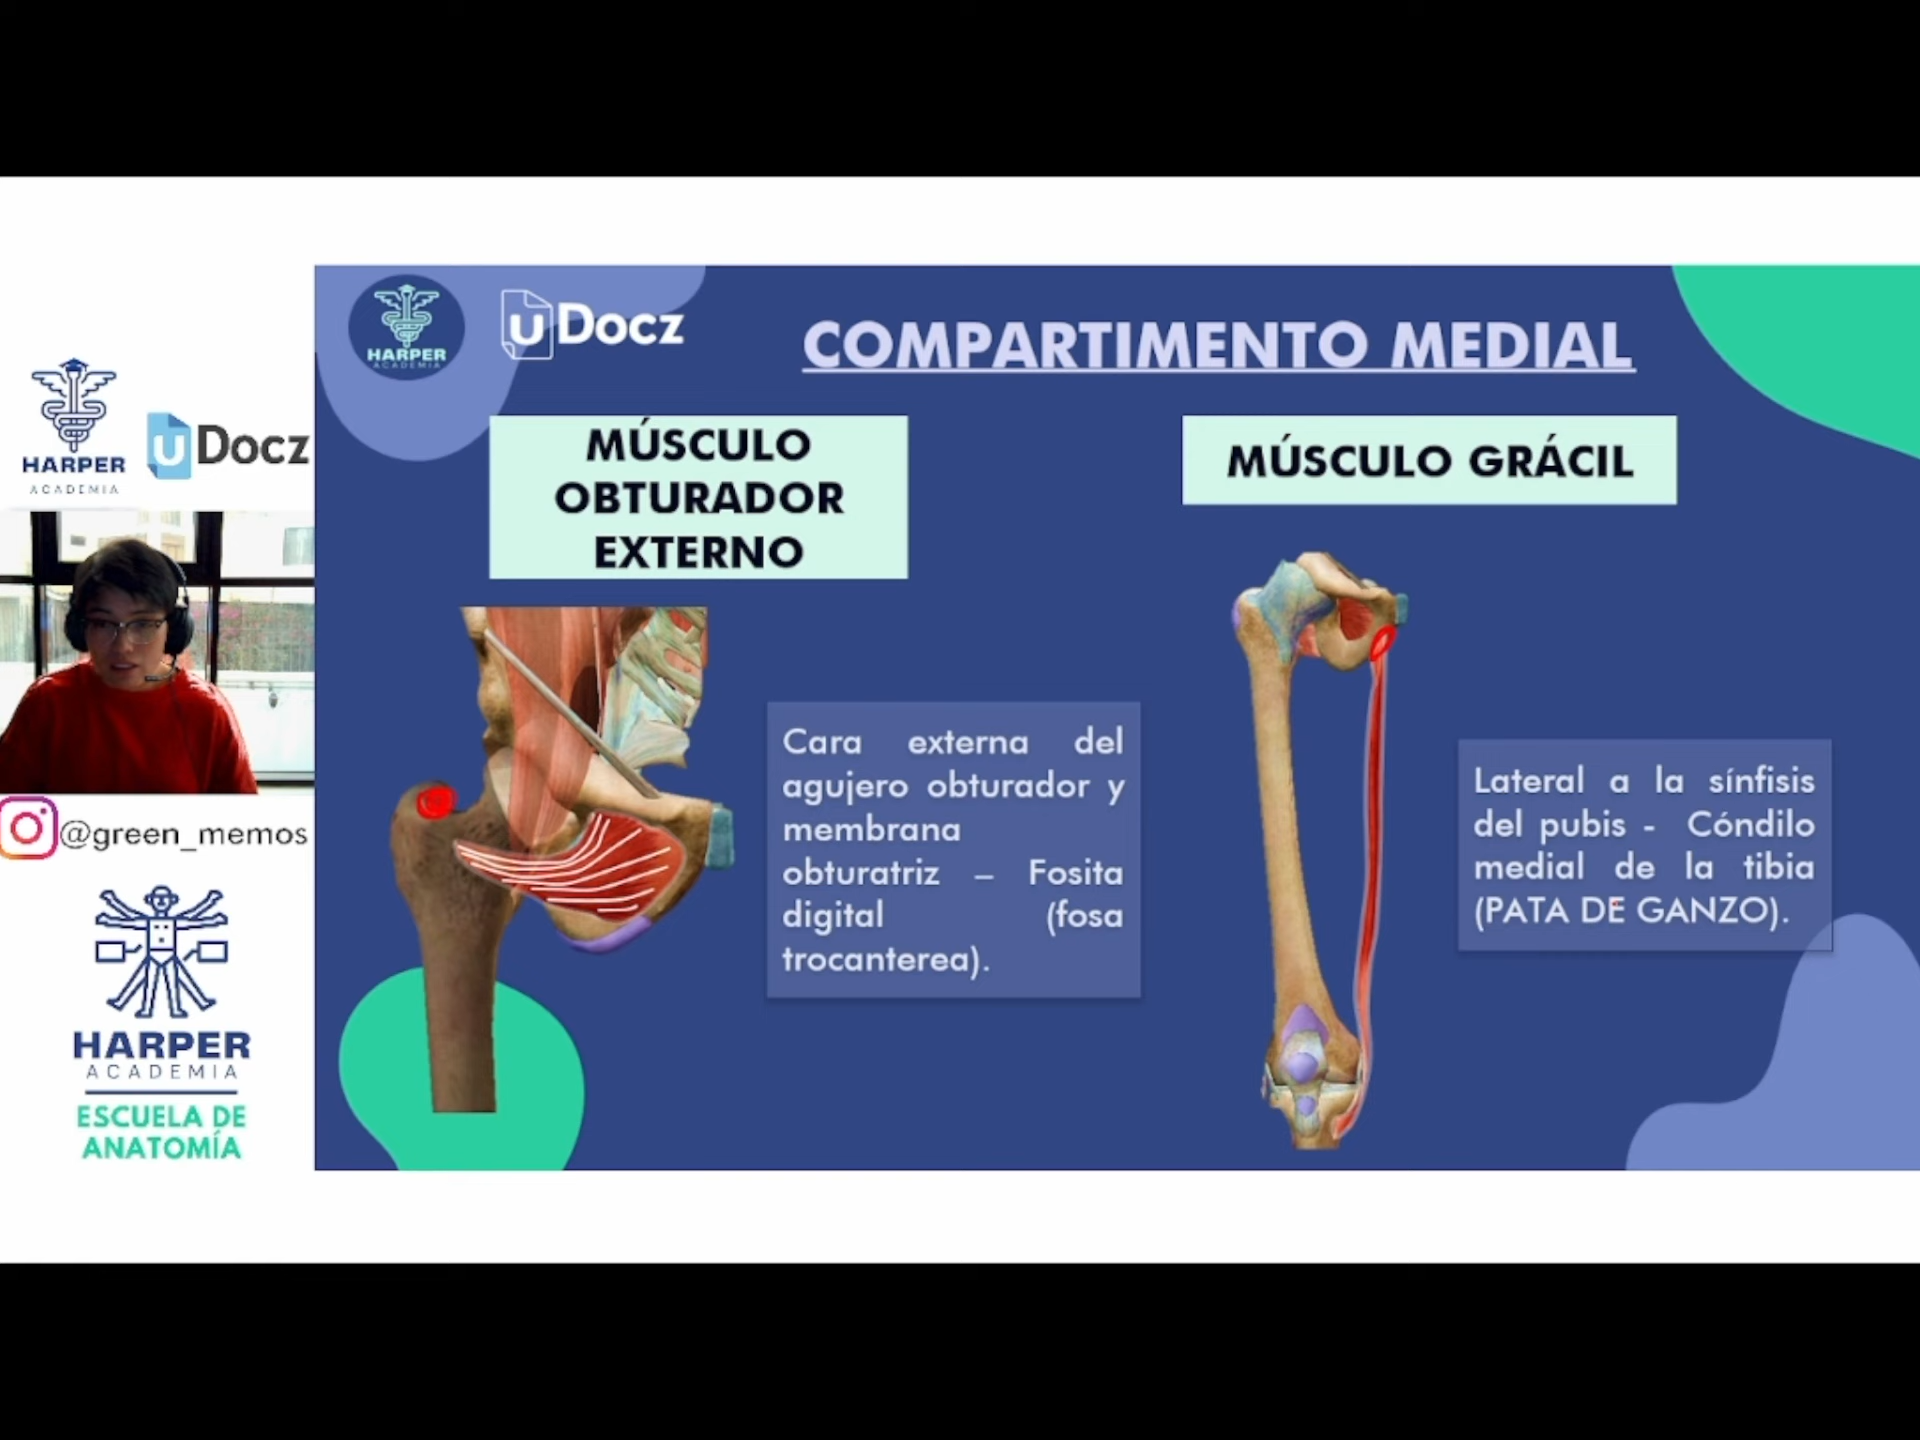 HARPER
ACADEMIA
uDocz
@green_memos
HARPER
ACADEMIA
ESCUELA DE
ANATOMÍA
HARPER
ACADEMIA
uDocz
COMPARTIMENTO MEDIAL
MÚSCULO
OBTURADOR
EXTERNO
Cara externa del
agujero obturador y
membrana
obturatriz – Fosita
digital (fosa
trocanterea).
MÚSCULO GRÁCIL
Lateral a la sínfisis
del pubis - Cóndilo
medial de la tibia
(PATA DE GANZO).